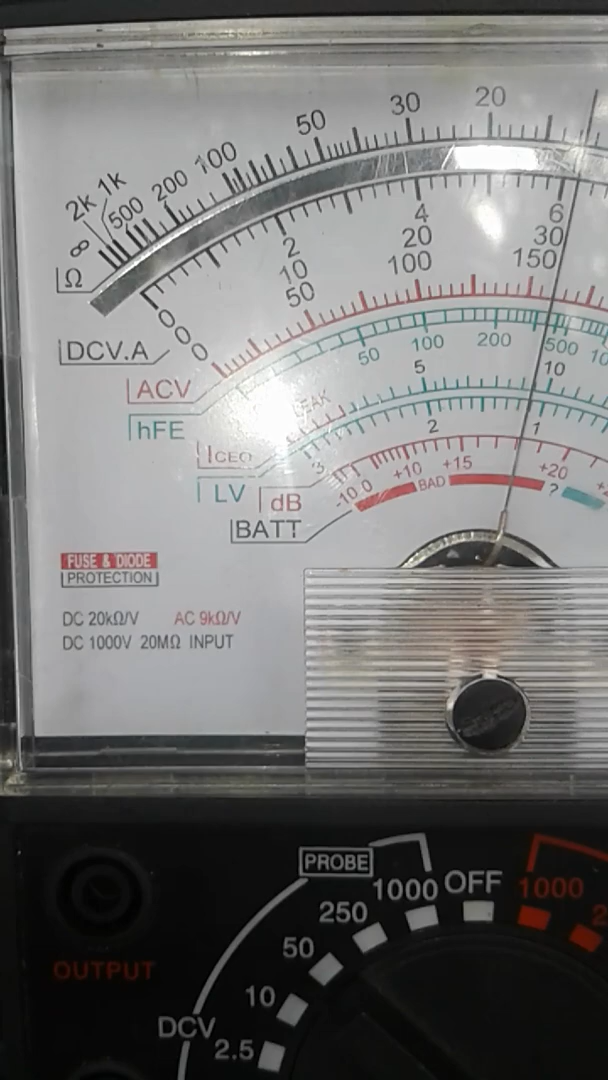 50 30 20
∞ 2k 1k 500 200 100
Ω
0 2 4 6
0 10 20 30
0 50 100 150
DCV.A
ACV
50 100 200 500
hFE
5 10
ICEO
LV
3 2 1
dB
-10 0 +10 +15 +20
BATT
BAD ?
FUSE & DIODE
PROTECTION
DC 20kΩ/V AC 9kΩ/V
DC 1000V 20MΩ INPUT
PROBE
1000 OFF 1000
250
50
10
DCV
2.5
OUTPUT